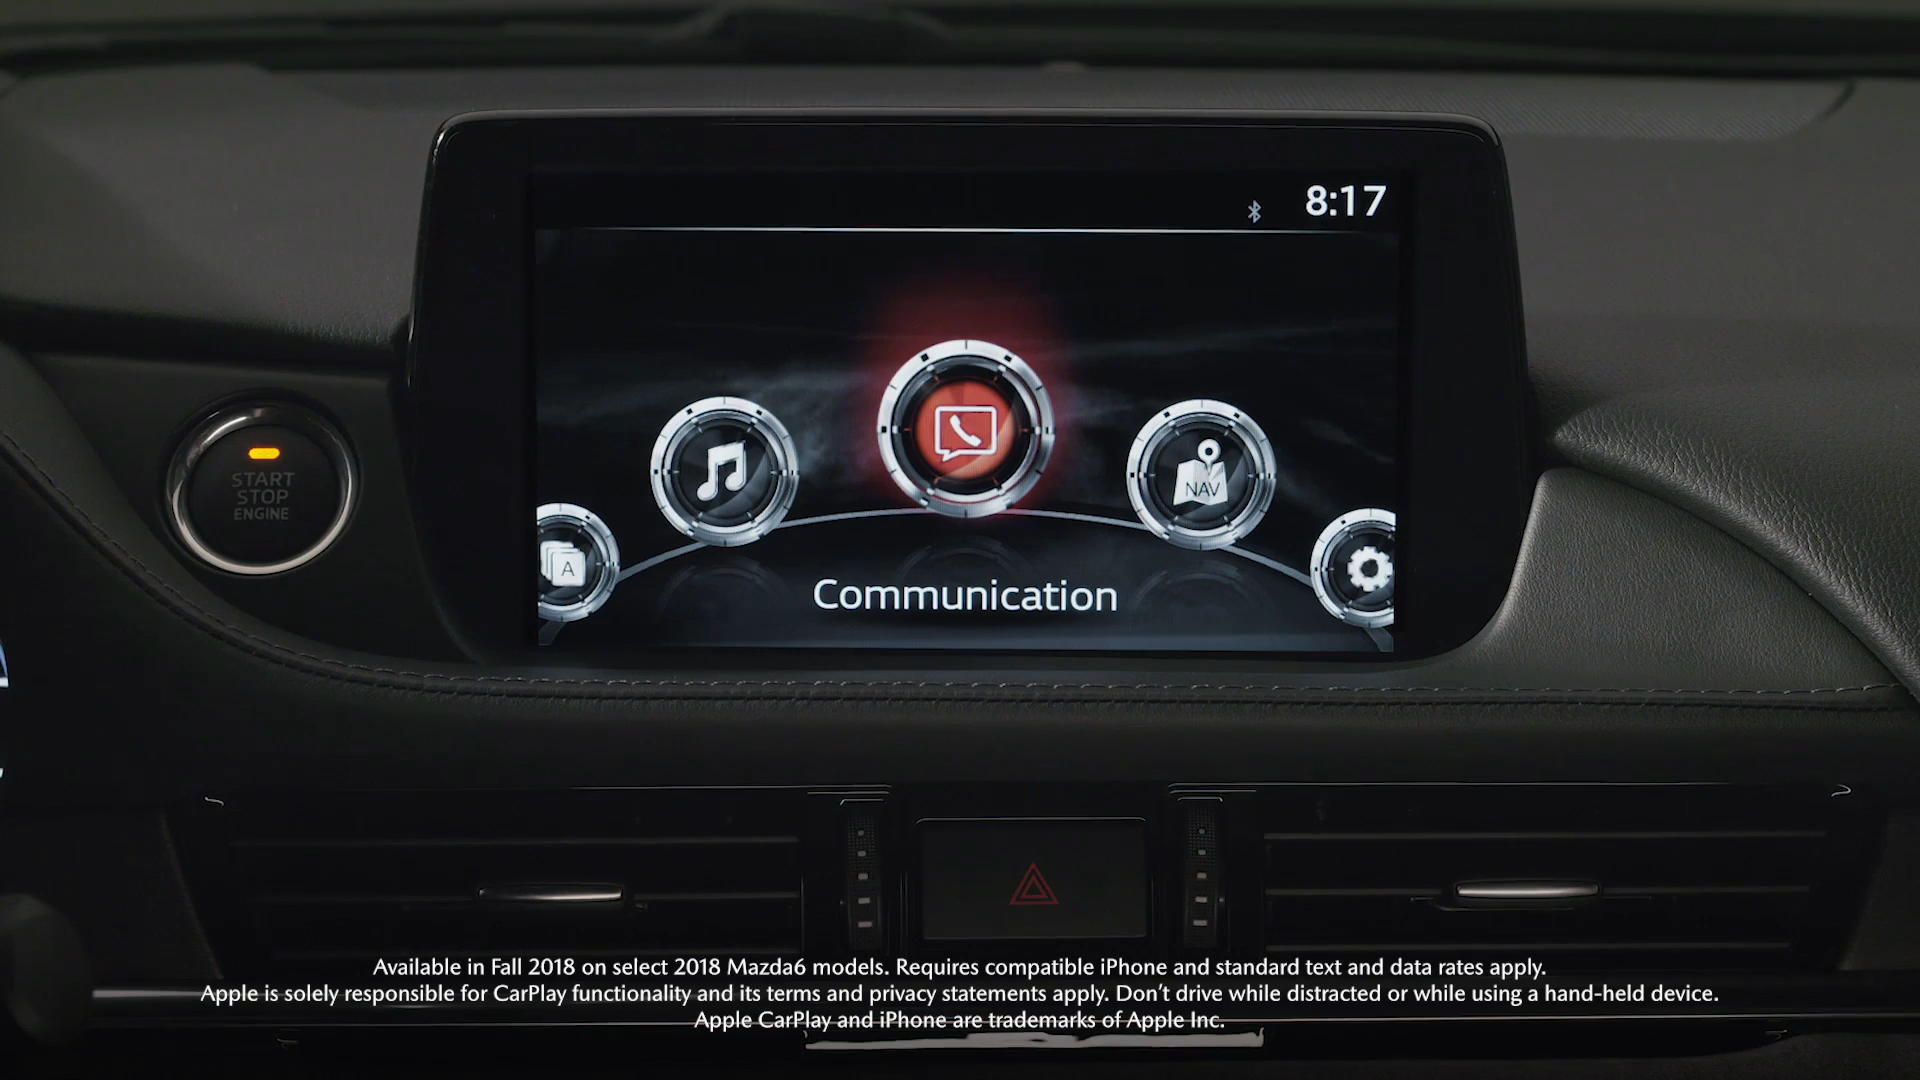 8:17
START
STOP
ENGINE
NAV
A
Communication
Available in Fall 2018 on select 2018 Mazda6 models. Requires compatible iPhone and standard text and data rates apply.
Apple is solely responsible for CarPlay functionality and its terms and privacy statements apply. Don't drive while distracted or while using a hand-held device.
Apple CarPlay and iPhone are trademarks of Apple Inc.